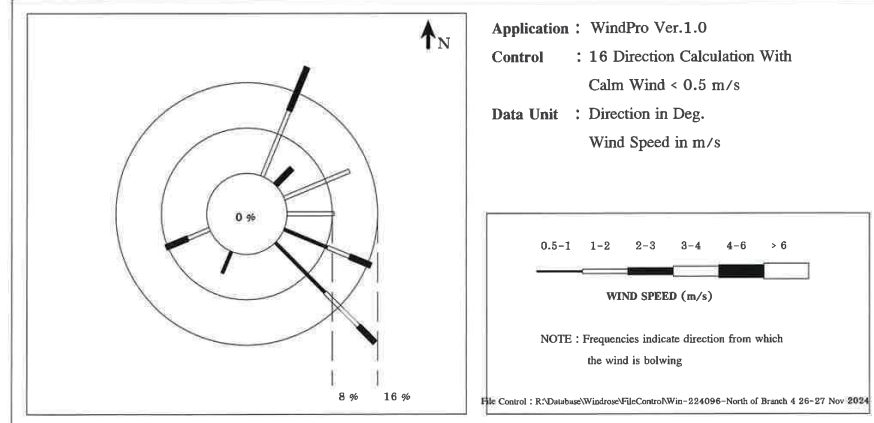 N
0 %
8 %
16 %
Application : WindPro Ver.1.0
Control : 16 Direction Calculation With
Calm Wind < 0.5 m/s
Data Unit : Direction in Deg.
Wind Speed in m/s
0.5-1 1-2 2-3 3-4 4-6 > 6
WIND SPEED (m/s)
NOTE : Frequencies indicate direction from which
the wind is bolwing
File Control : R:\Database\Windrose\FileControl\Win-224096-North of Branch 4 26-27 Nov 2024